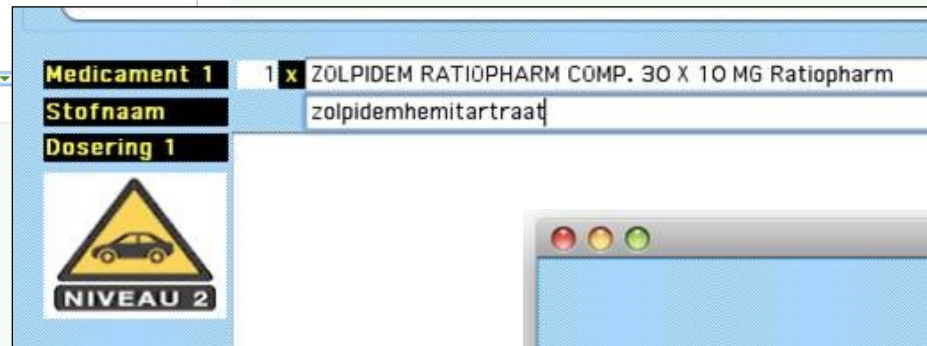 Medicament 1 1 x ZOLPIDEM RATIOPHARM COMP. 30 X 10 MG Ratiopharm
Stofnaam zolpidemhemitartraat
Dosering 1
NIVEAU 2